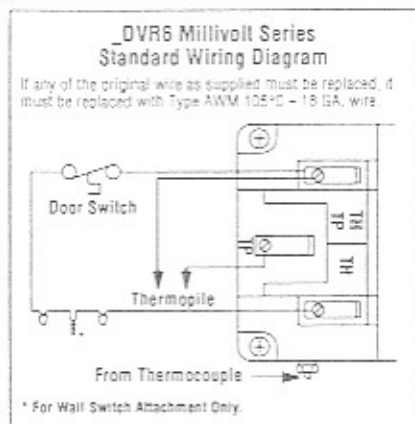 _DVR6 Millivolt Series
Standard Wiring Diagram
If any of the original wire as supplied must be replaced, it
must be replaced with Type AWM 105°C – 18 GA. wire.
Door Switch
TH
TP
TP
TH
Thermopile
*
From Thermocouple
* For Wall Switch Attachment Only.